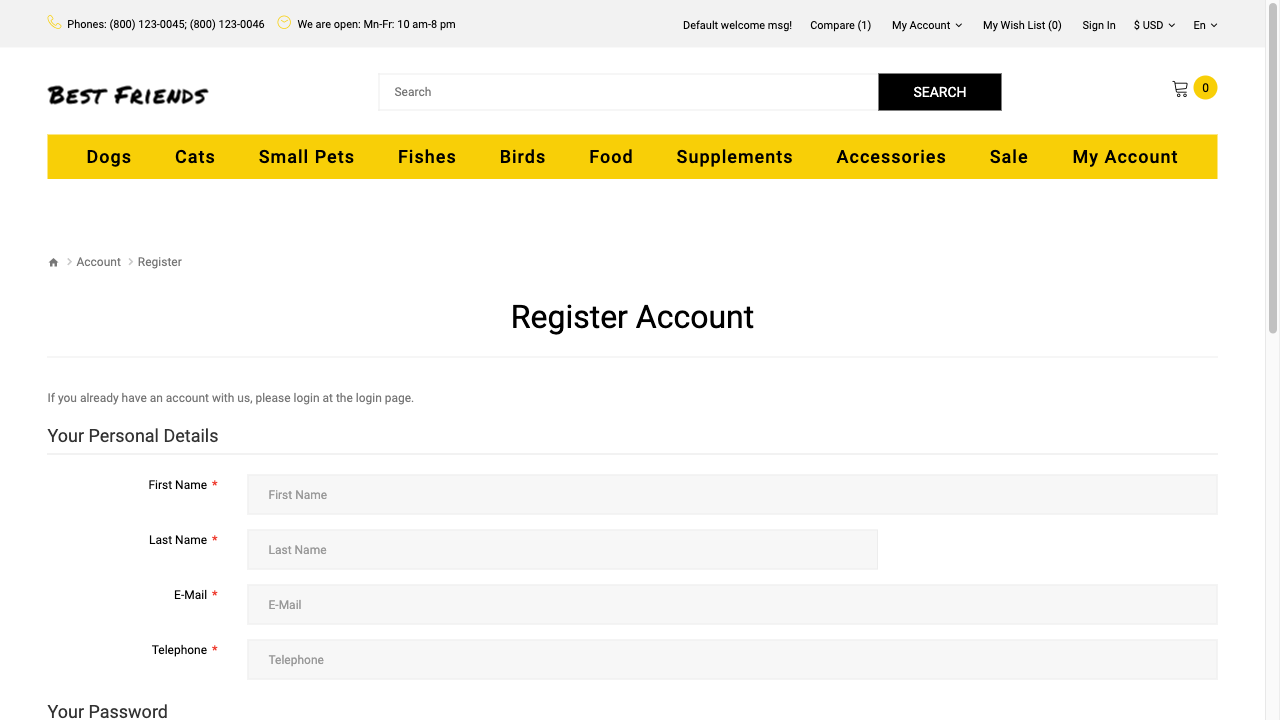 Phones: (800) 123-0045; (800) 123-0046 We are open: Mn-Fr: 10 am-8 pm Default welcome msg! Compare (1) My Account My Wish List (0) Sign In $ USD En
BEST FRIENDS Search SEARCH 0
Dogs Cats Small Pets Fishes Birds Food Supplements Accessories Sale My Account
Account Register
Register Account
If you already have an account with us, please login at the login page.
Your Personal Details
First Name * First Name
Last Name * Last Name
E-Mail * E-Mail
Telephone * Telephone
Your Password